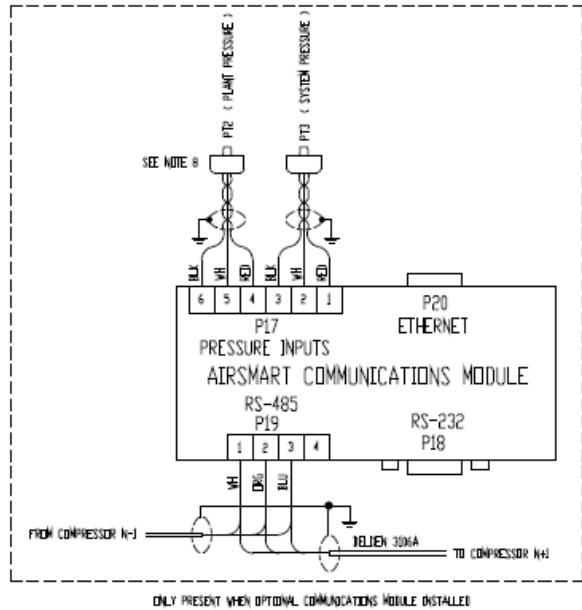 PT2 ( PLANT PRESSURE )
PT3 ( SYSTEM PRESSURE )
SEE NOTE 8
BLK
WH
RED
BLK
WH
RED
6 5 4 3 2 1
P17
PRESSURE INPUTS
P20
ETHERNET
AIRSMART COMMUNICATIONS MODULE
RS-485
P19
RS-232
P18
1 2 3 4
WH
ORG
BLU
FROM COMPRESSOR N-1
BELDEN 3106A
TO COMPRESSOR N+1
ONLY PRESENT WHEN OPTIONAL COMMUNICATIONS MODULE INSTALLED